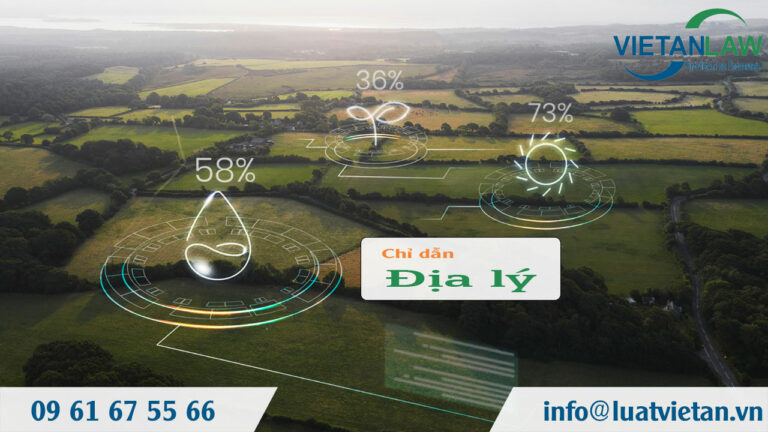 VIETANLAW
36%
73%
58%
Chỉ dẫn
Địa lý
09 61 67 55 66
info@luatvietan.vn